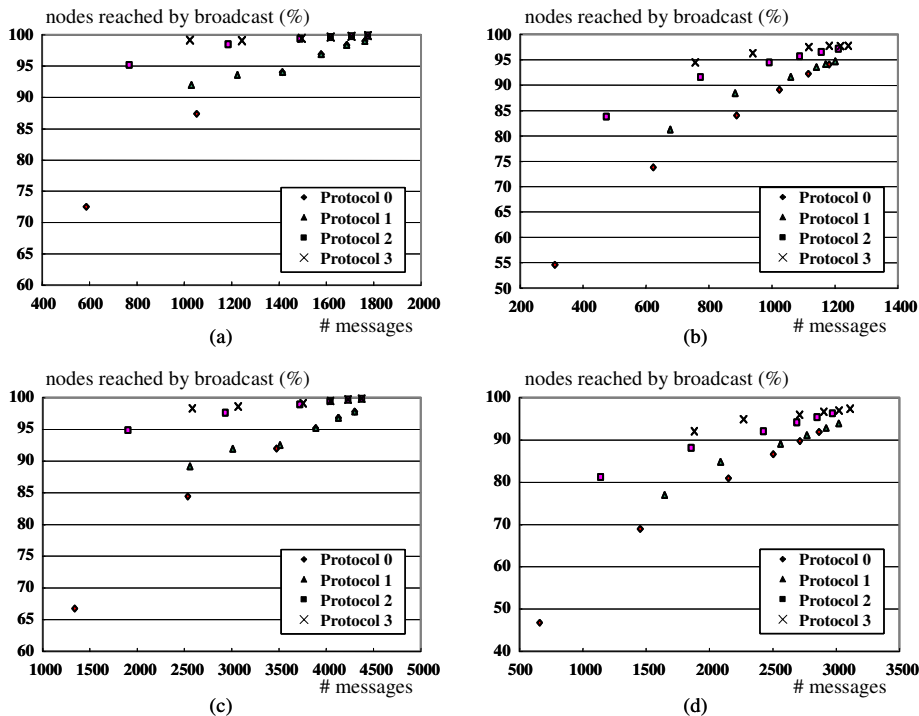 nodes reached by broadcast (%)
100
95
90
85
80
75
70
65
60
400 600 800 1000 1200 1400 1600 1800 2000
# messages
Protocol 0
Protocol 1
Protocol 2
Protocol 3
(a)
nodes reached by broadcast (%)
100
95
90
85
80
75
70
65
60
55
50
200 400 600 800 1000 1200 1400
# messages
Protocol 0
Protocol 1
Protocol 2
Protocol 3
(b)
nodes reached by broadcast (%)
100
95
90
85
80
75
70
65
60
1000 1500 2000 2500 3000 3500 4000 4500 5000
# messages
Protocol 0
Protocol 1
Protocol 2
Protocol 3
(c)
nodes reached by broadcast (%)
100
90
80
70
60
50
40
500 1000 1500 2000 2500 3000 3500
# messages
Protocol 0
Protocol 1
Protocol 2
Protocol 3
(d)